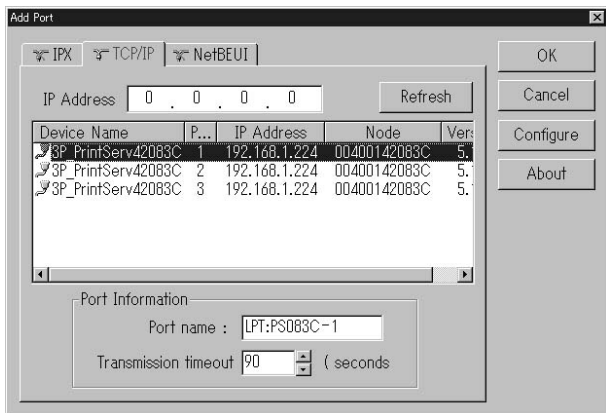 Add Port
IPX TCP/IP NetBEUI
OK
Cancel
Configure
About
IP Address 0 . 0 . 0 . 0 Refresh
Device Name P... IP Address Node Vers
3P_PrintServ42083C 1 192.168.1.224 00400142083C 5.
3P_PrintServ42083C 2 192.168.1.224 00400142083C 5.
3P_PrintServ42083C 3 192.168.1.224 00400142083C 5.
Port Information
Port name : LPT:PS083C-1
Transmission timeout 90 ( seconds